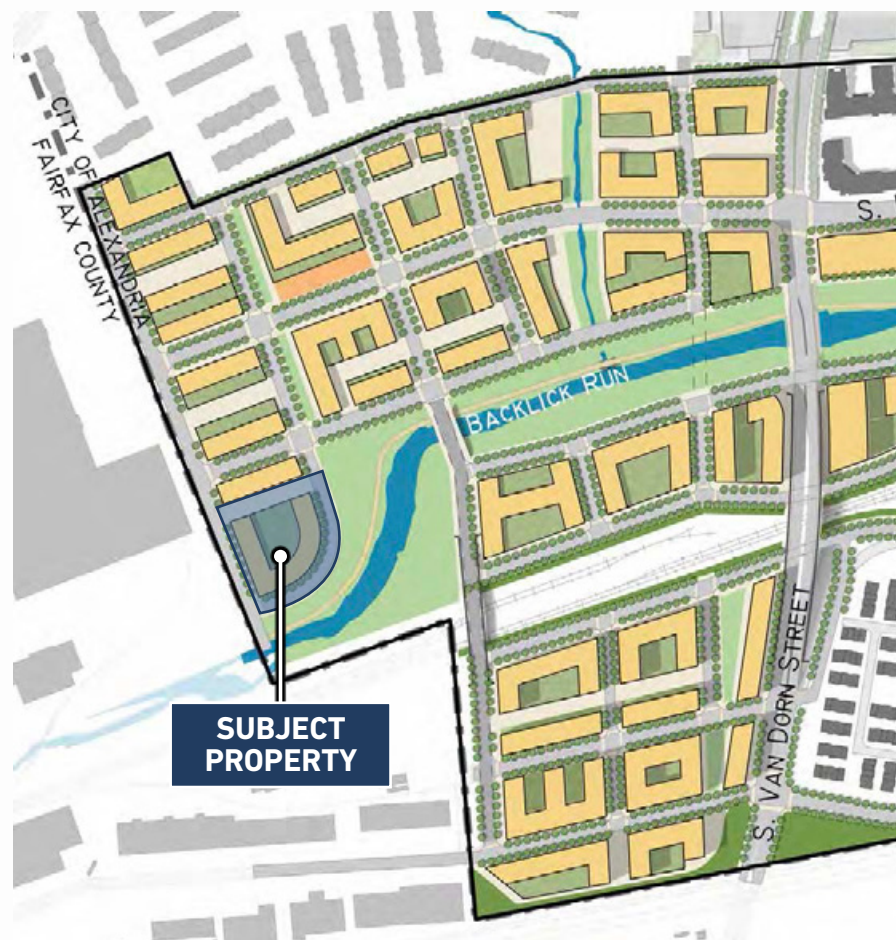 CITY OF ALEXANDRIA
FAIRFAX COUNTY
S.
BACKLICK RUN
S. VAN DORN STREET
SUBJECT
PROPERTY